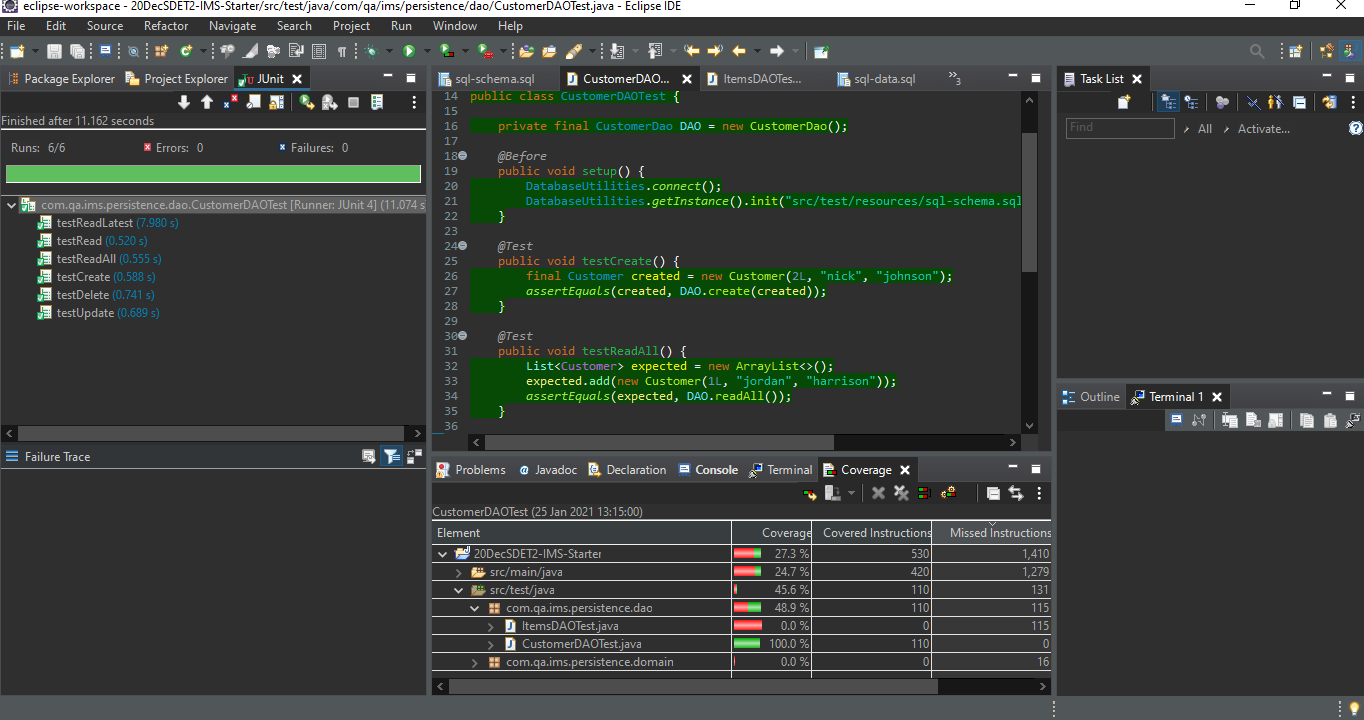 eclipse-workspace - 20DecSDET2-IMS-Starter/src/test/java/com/qa/ims/persistence/dao/CustomerDAOTest.java - Eclipse IDE
File Edit Source Refactor Navigate Search Project Run Window Help
Package Explorer Project Explorer JUnit
Finished after 11.162 seconds
Runs: 6/6 Errors: 0 Failures: 0
com.qa.ims.persistence.dao.CustomerDAOTest [Runner: JUnit 4] (11.074 s
testReadLatest (7.980 s)
testRead (0.520 s)
testReadAll (0.555 s)
testCreate (0.588 s)
testDelete (0.741 s)
testUpdate (0.689 s)
Failure Trace
sql-schema.sql CustomerDAO... ItemsDAOTes... sql-data.sql »3
14 public class CustomerDAOTest {
15
16 private final CustomerDao DAO = new CustomerDao();
17
18 @Before
19 public void setup() {
20 DatabaseUtilities.connect();
21 DatabaseUtilities.getInstance().init("src/test/resources/sql-schema.sql
22 }
23
24 @Test
25 public void testCreate() {
26 final Customer created = new Customer(2L, "nick", "johnson");
27 assertEquals(created, DAO.create(created));
28 }
29
30 @Test
31 public void testReadAll() {
32 List<Customer> expected = new ArrayList<>();
33 expected.add(new Customer(1L, "jordan", "harrison"));
34 assertEquals(expected, DAO.readAll());
35 }
36
Problems Javadoc Declaration Console Terminal Coverage
CustomerDAOTest (25 Jan 2021 13:15:00)
Element Coverage Covered Instructions Missed Instructions
20DecSDET2-IMS-Starter 27.3 % 530 1,410
src/main/java 24.7 % 420 1,279
src/test/java 45.6 % 110 131
com.qa.ims.persistence.dao 48.9 % 110 115
ItemsDAOTest.java 0.0 % 0 115
CustomerDAOTest.java 100.0 % 110 0
com.qa.ims.persistence.domain 0.0 % 0 16
Task List
Find All Activate...
Outline Terminal 1